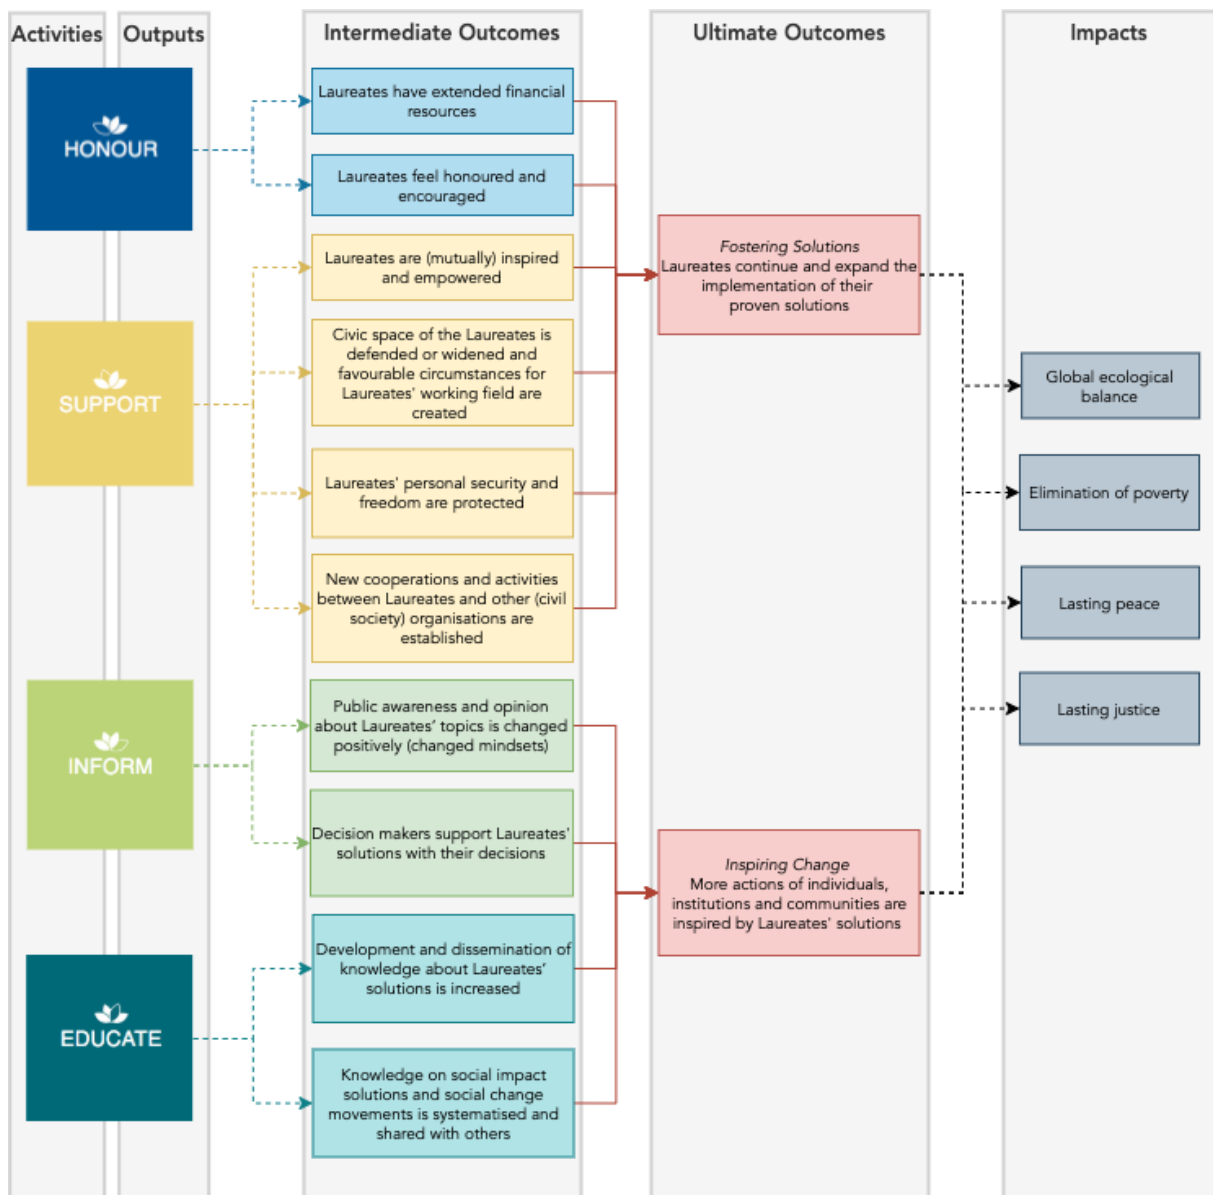 Activities
Outputs
Intermediate Outcomes
Ultimate Outcomes
Impacts
HONOUR
Laureates have extended financial
resources
Laureates feel honoured and
encouraged
SUPPORT
Laureates are (mutually) inspired
and empowered
Civic space of the Laureates is
defended or widened and
favourable circumstances for
Laureates' working field are
created
Laureates' personal security and
freedom are protected
New cooperations and activities
between Laureates and other (civil
society) organisations are
established
INFORM
Public awareness and opinion
about Laureates’ topics is changed
positively (changed mindsets)
Decision makers support Laureates'
solutions with their decisions
EDUCATE
Development and dissemination of
knowledge about Laureates’
solutions is increased
Knowledge on social impact
solutions and social change
movements is systematised and
shared with others
Fostering Solutions
Laureates continue and expand the
implementation of their
proven solutions
Inspiring Change
More actions of individuals,
institutions and communities are
inspired by Laureates' solutions
Global ecological
balance
Elimination of poverty
Lasting peace
Lasting justice